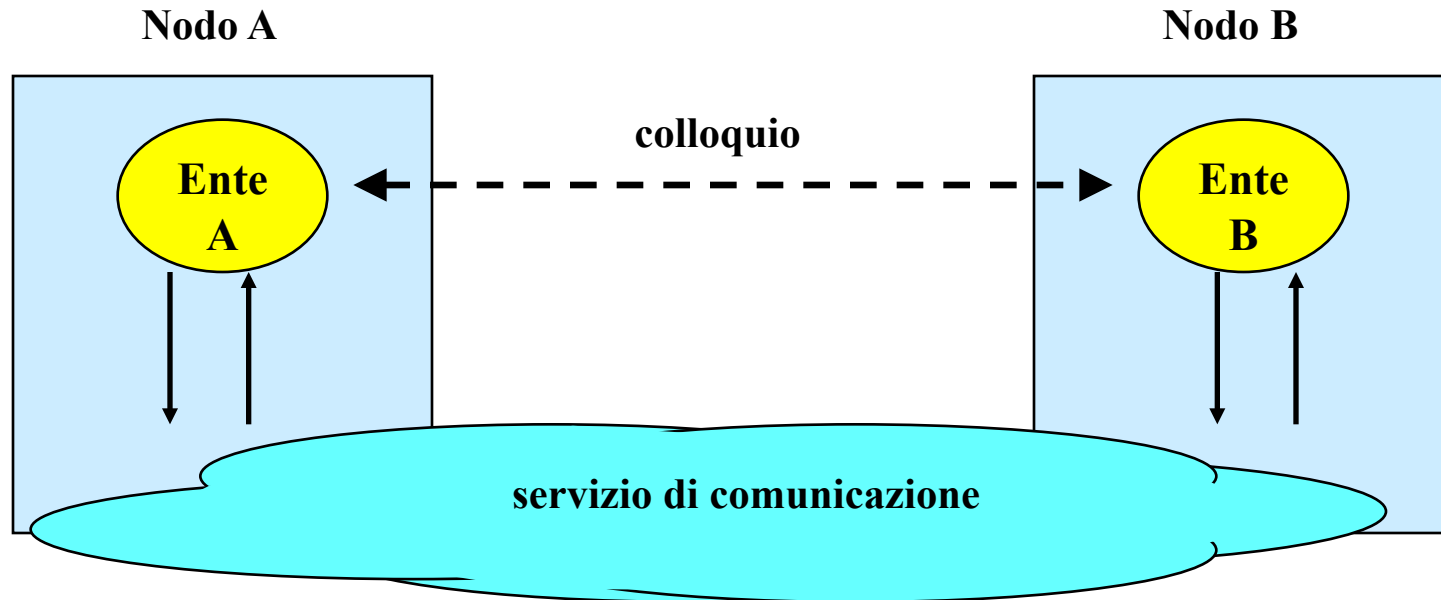 Nodo A
Nodo B
colloquio
Ente
A
Ente
B
servizio di comunicazione